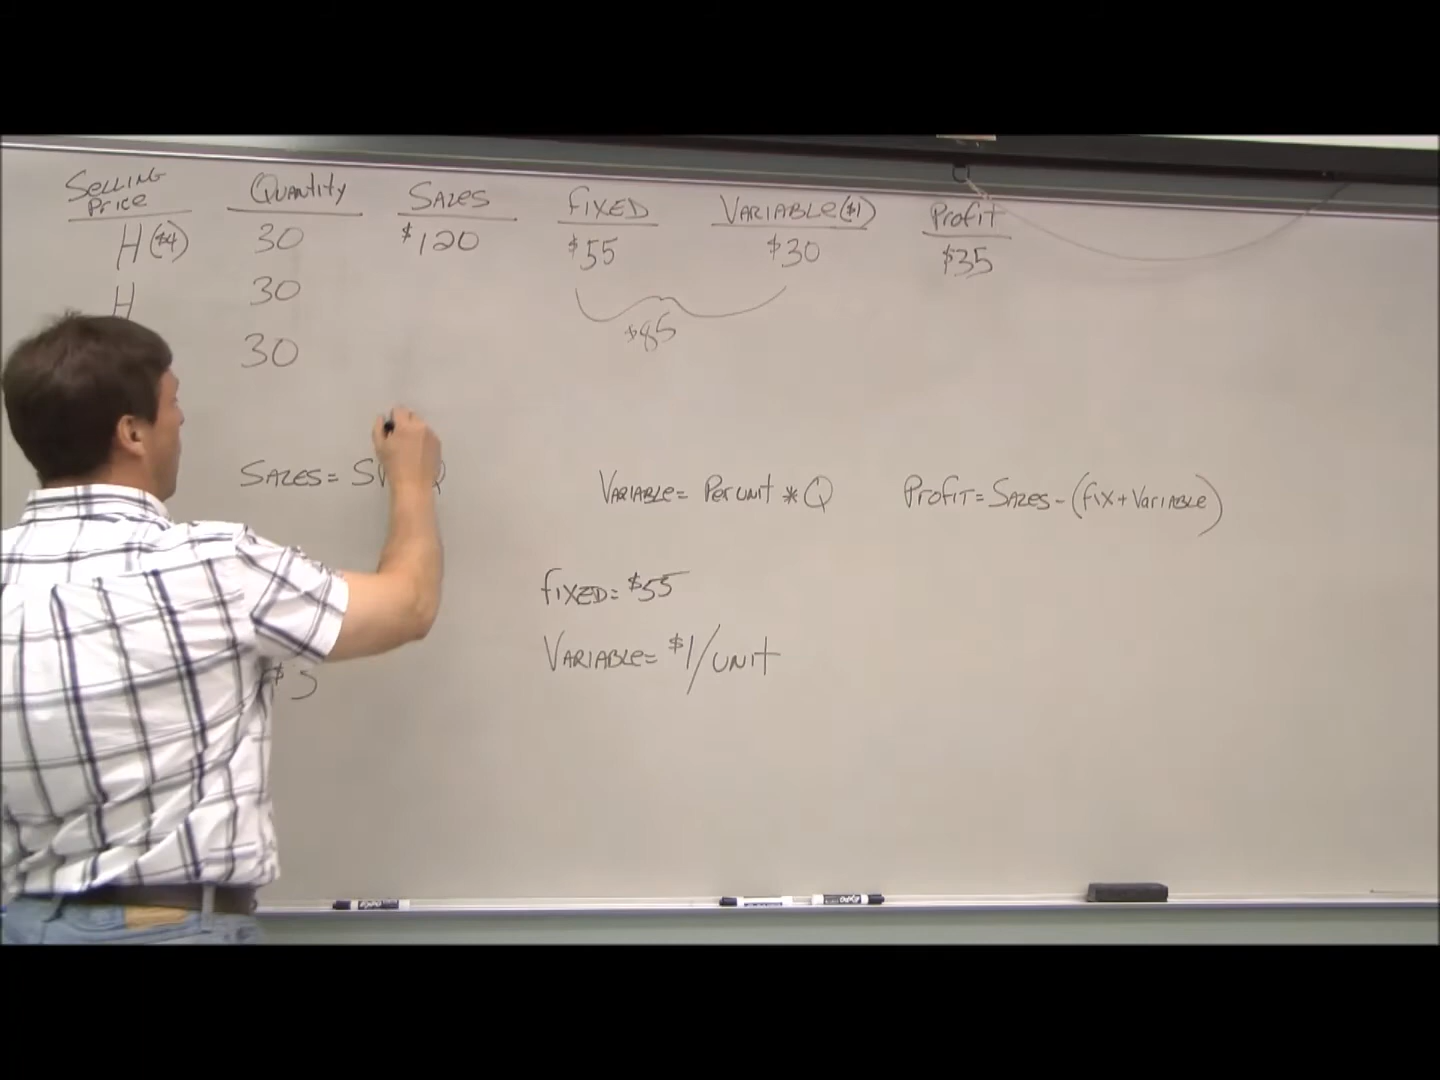 Selling Price Quantity Sales Fixed Variable ($1) Profit
H ($4) 30 $120 $55 $30 $35
H 30
$85
30
Sales = Q
Variable = Per unit * Q
Profit = Sales - (Fix + Variable)
Fixed = $55
Variable = $1/unit